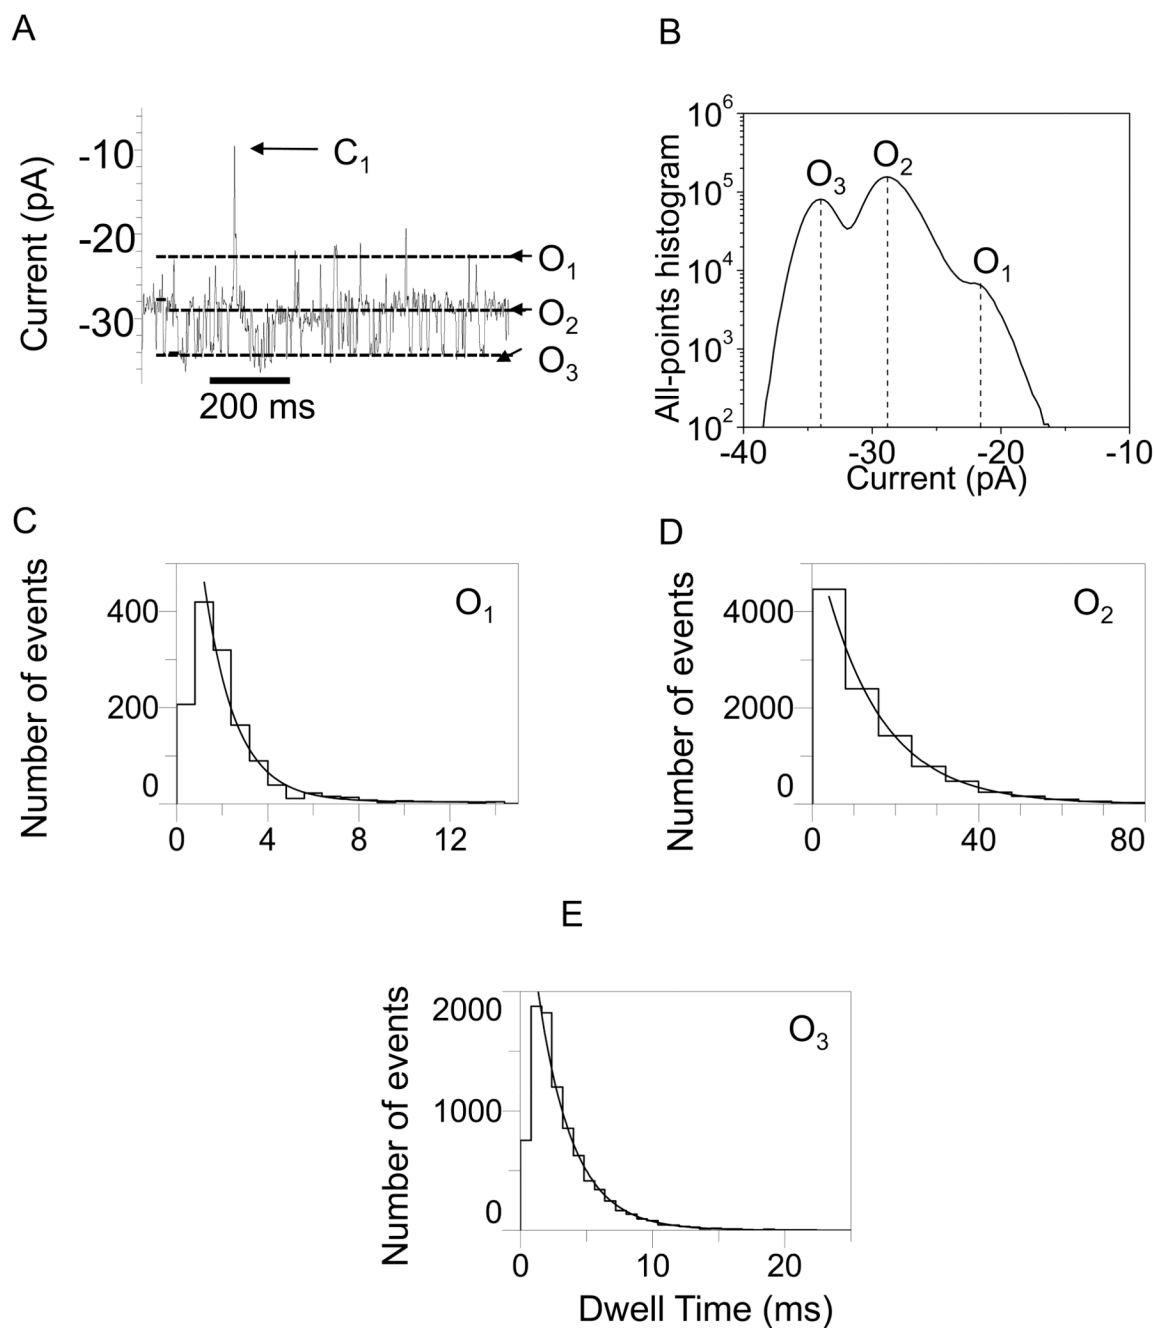 A
Current (pA)
-10
-20
-30
C1
O1
O2
O3
200 ms
B
All-points histogram
10^6
10^5
10^4
10^3
10^2
O3
O2
O1
-40
-30
-20
-10
Current (pA)
C
Number of events
400
200
0
O1
0
4
8
12
D
Number of events
4000
2000
0
O2
0
40
80
E
Number of events
2000
1000
0
O3
0
10
20
Dwell Time (ms)